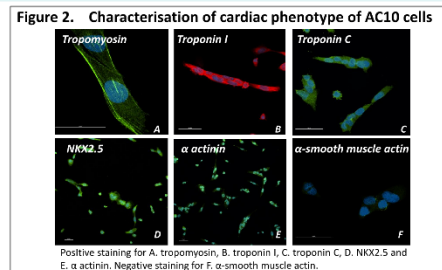 Figure 2. Characterisation of cardiac phenotype of AC10 cells
Tropomyosin
Troponin I
Troponin C
A
B
C
NKX2.5
α actinin
α-smooth muscle actin
D
E
F
Positive staining for A. tropomyosin, B. troponin I, C. troponin C, D. NKX2.5 and
E. α actinin. Negative staining for F. α-smooth muscle actin.